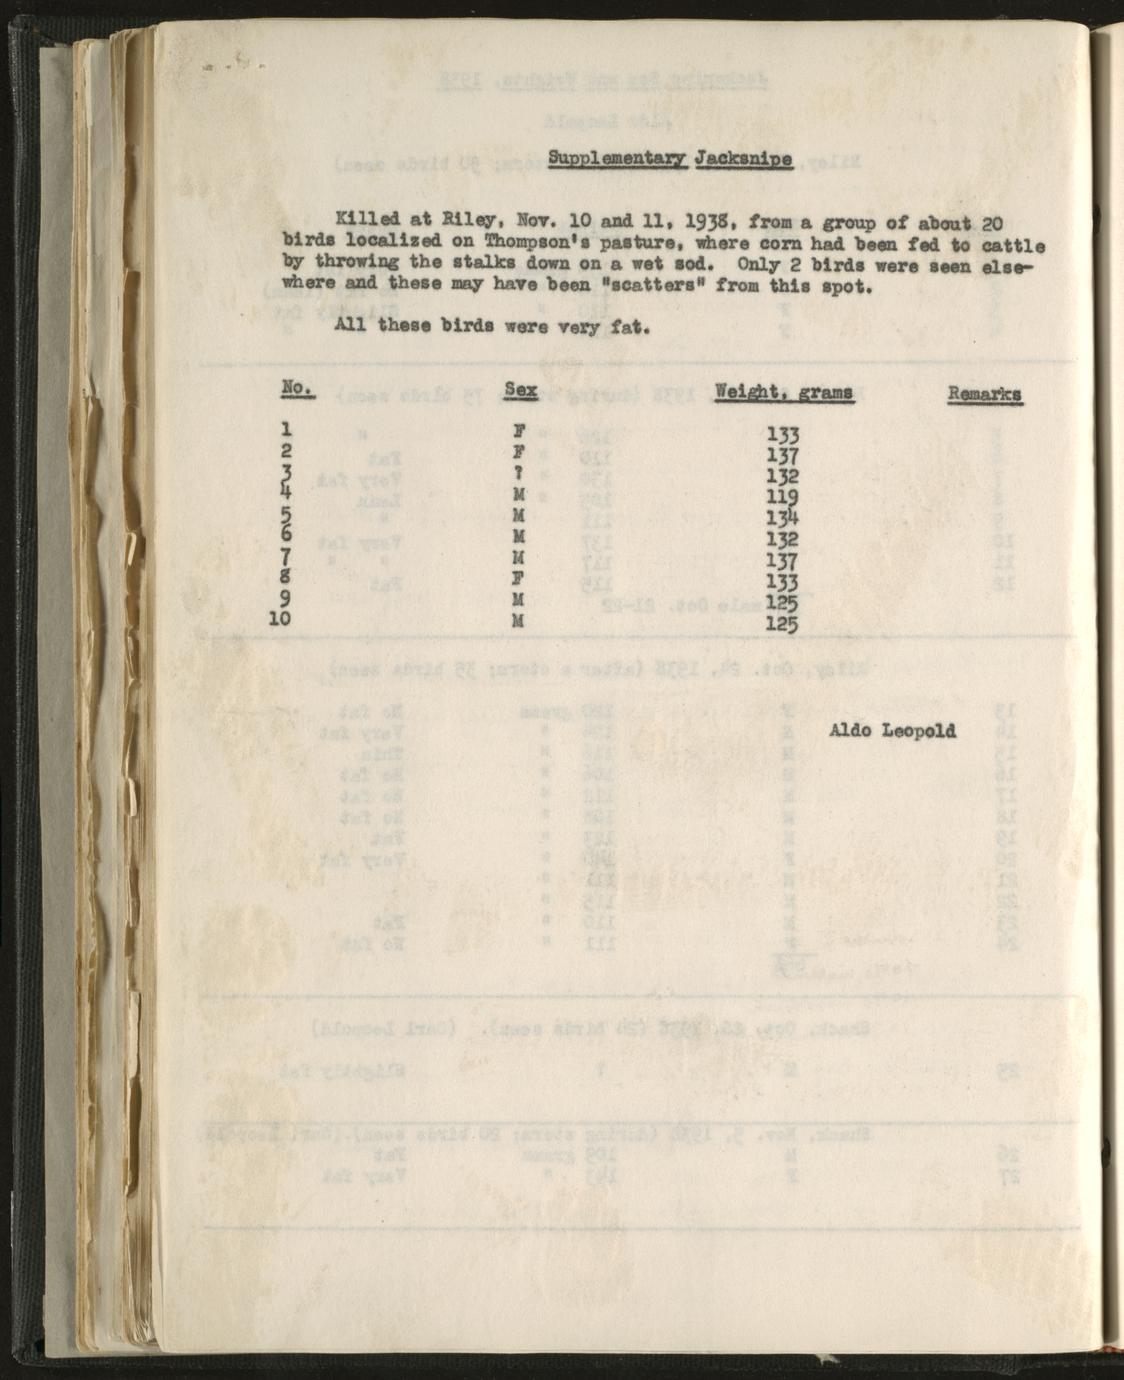 Supplementary Jacksnipe
Killed at Riley, Nov. 10 and 11, 1938, from a group of about 20
birds localized on Thompson's pasture, where corn had been fed to cattle
by throwing the stalks down on a wet sod. Only 2 birds were seen else-
where and these may have been "scatters" from this spot.
All these birds were very fat.
No. Sex Weight, grams Remarks
1 F 133
2 F 137
3 ? 132
4 M 119
5 M 134
6 M 132
7 M 137
8 F 133
9 M 125
10 M 125
Aldo Leopold